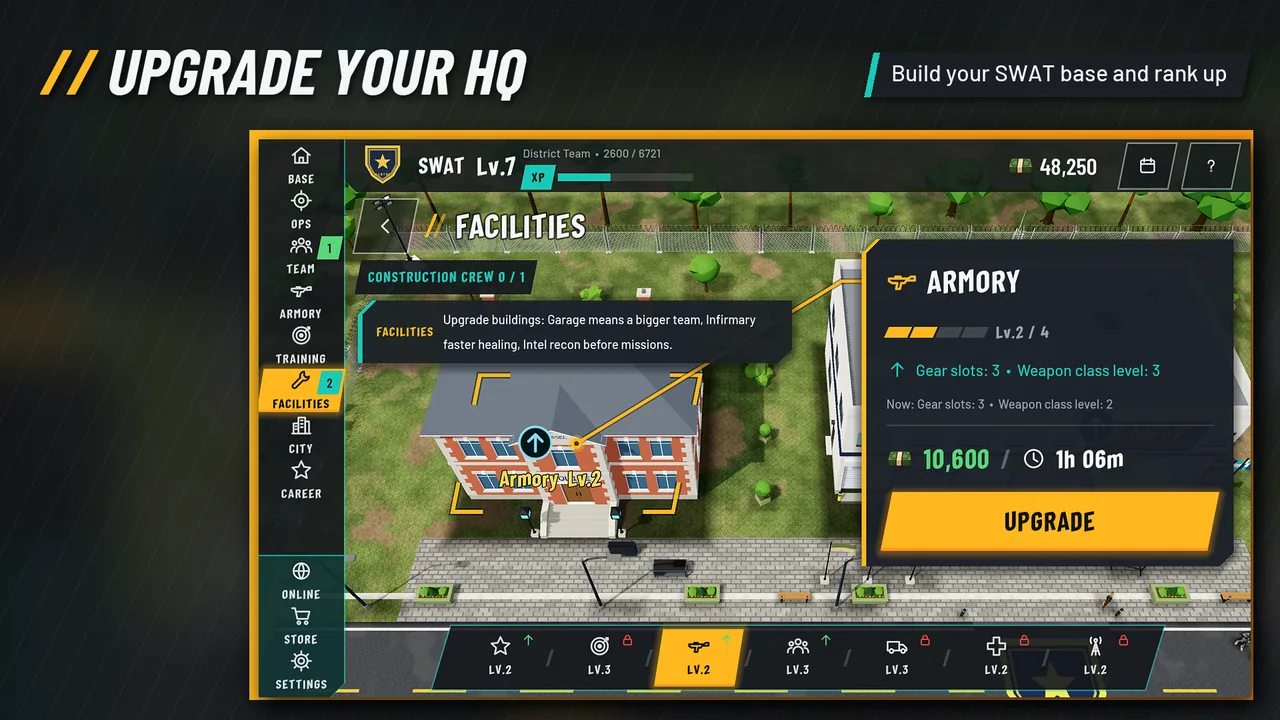 // UPGRADE YOUR HQ
Build your SWAT base and rank up
BASE
OPS
1
TEAM
ARMORY
TRAINING
2
FACILITIES
CITY
CAREER
ONLINE
STORE
SETTINGS
SWAT Lv.7
District Team • 2600 / 6721
XP
48,250
?
// FACILITIES
CONSTRUCTION CREW 0 / 1
FACILITIES
Upgrade buildings: Garage means a bigger team, Infirmary
faster healing, Intel recon before missions.
Armory Lv.2
ARMORY
Lv.2 / 4
Gear slots: 3 • Weapon class level: 3
Now: Gear slots: 3 • Weapon class level: 2
10,600 / 1h 06m
UPGRADE
LV.2 / LV.3 / LV.2 / LV.3 / LV.3 / LV.2 / LV.2